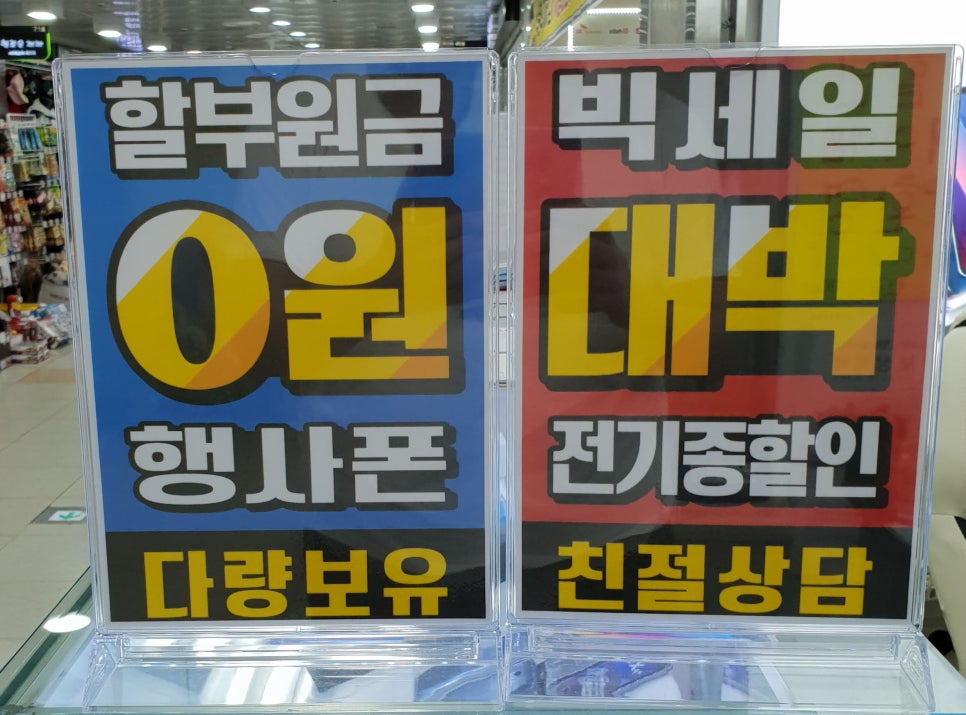 할부원금
0원
행사폰
다량보유
빅세일
대박
전기종할인
친절상담